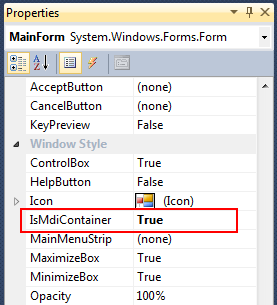 Properties
MainForm System.Windows.Forms.Form
AcceptButton (none)
CancelButton (none)
KeyPreview False
Window Style
ControlBox True
HelpButton False
Icon (Icon)
IsMdiContainer True
MainMenuStrip (none)
MaximizeBox True
MinimizeBox True
Opacity 100%